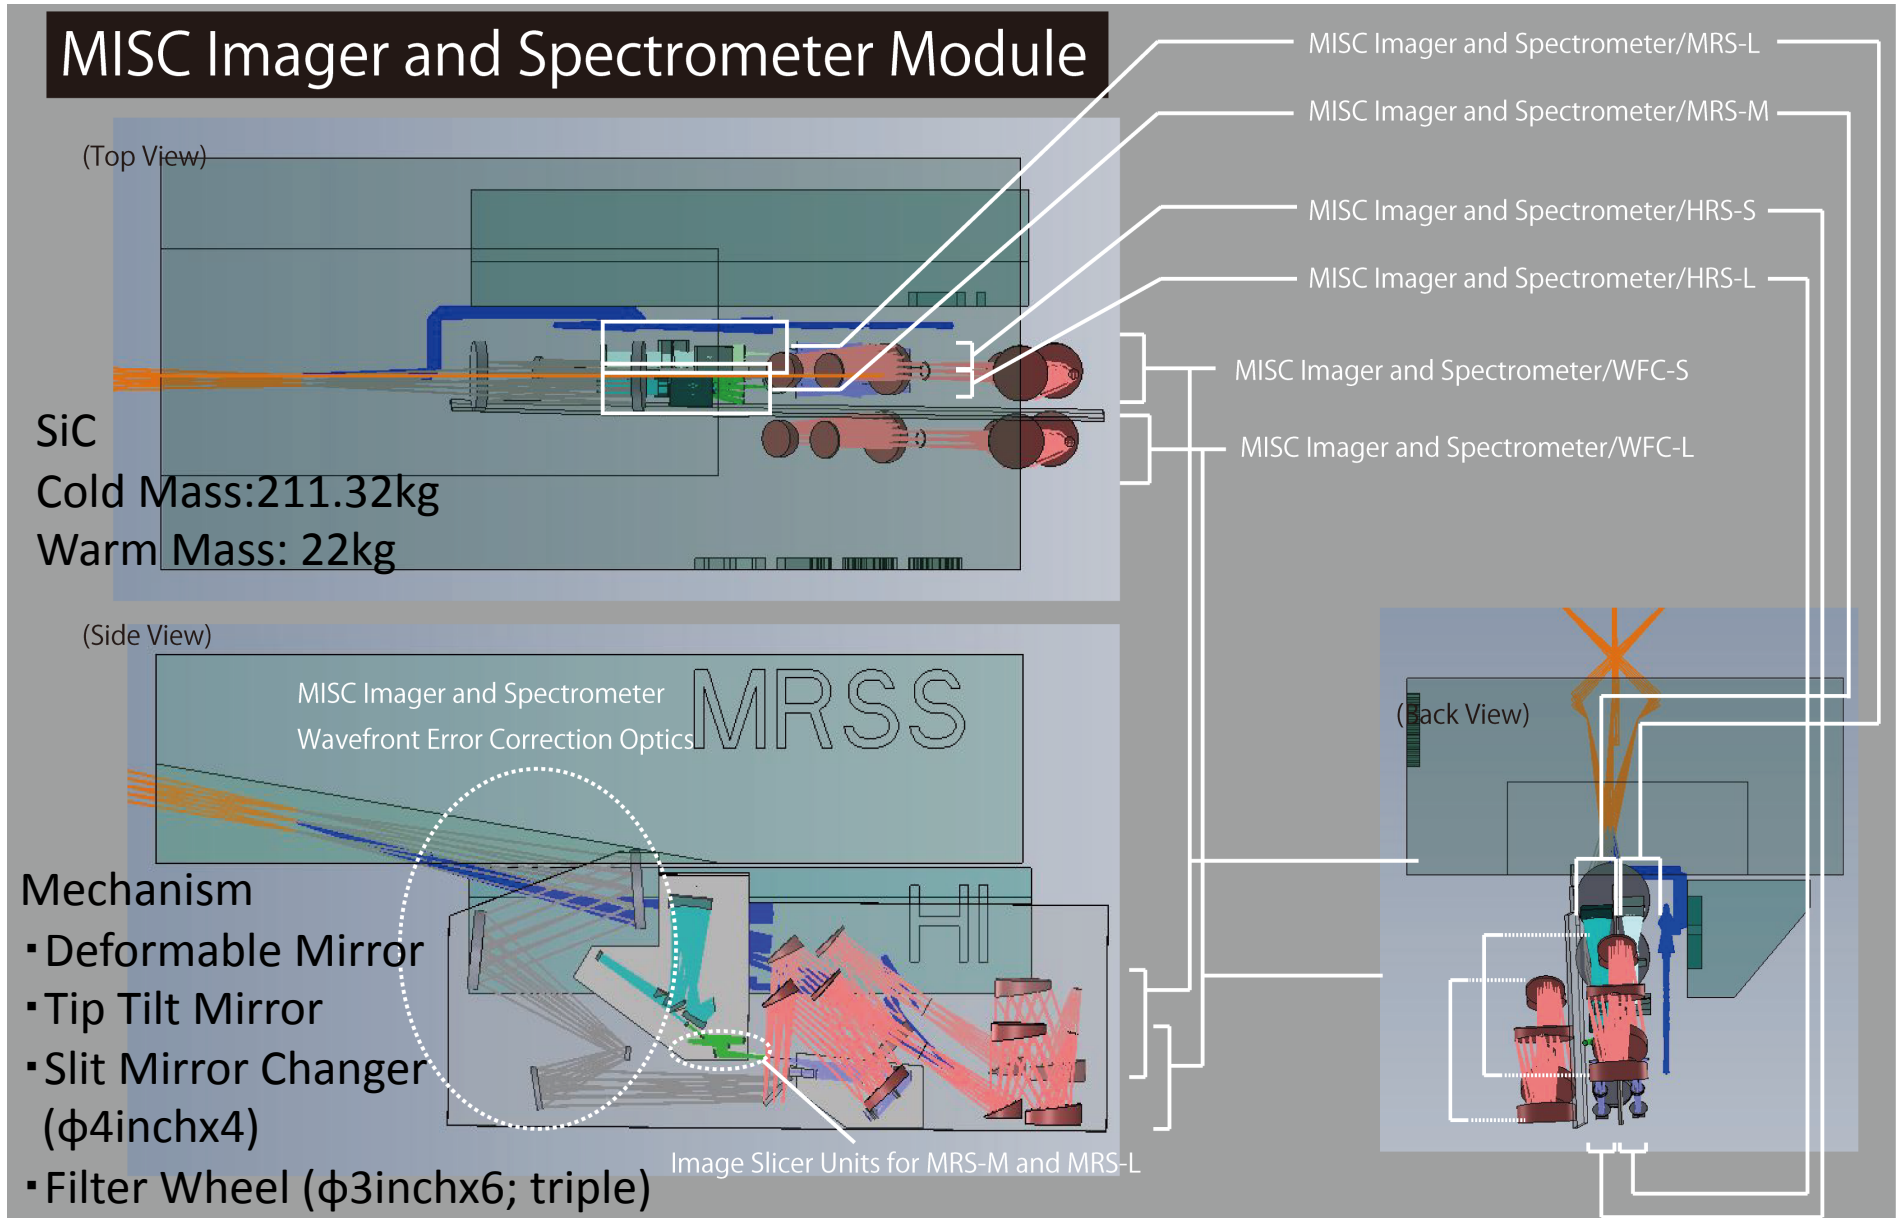 MISC Imager and Spectrometer Module
MISC Imager and Spectrometer/MRS-L
MISC Imager and Spectrometer/MRS-M
(Top View)
MISC Imager and Spectrometer/HRS-S
MISC Imager and Spectrometer/HRS-L
MISC Imager and Spectrometer/WFC-S
MISC Imager and Spectrometer/WFC-L
SiC
Cold Mass:211.32kg
Warm Mass: 22kg
(Side View)
MISC Imager and Spectrometer
Wavefront Error Correction Optics
MRSS
(Back View)
HI
Mechanism
・Deformable Mirror
・Tip Tilt Mirror
・Slit Mirror Changer
(φ4inchx4)
・Filter Wheel (φ3inchx6; triple)
Image Slicer Units for MRS-M and MRS-L